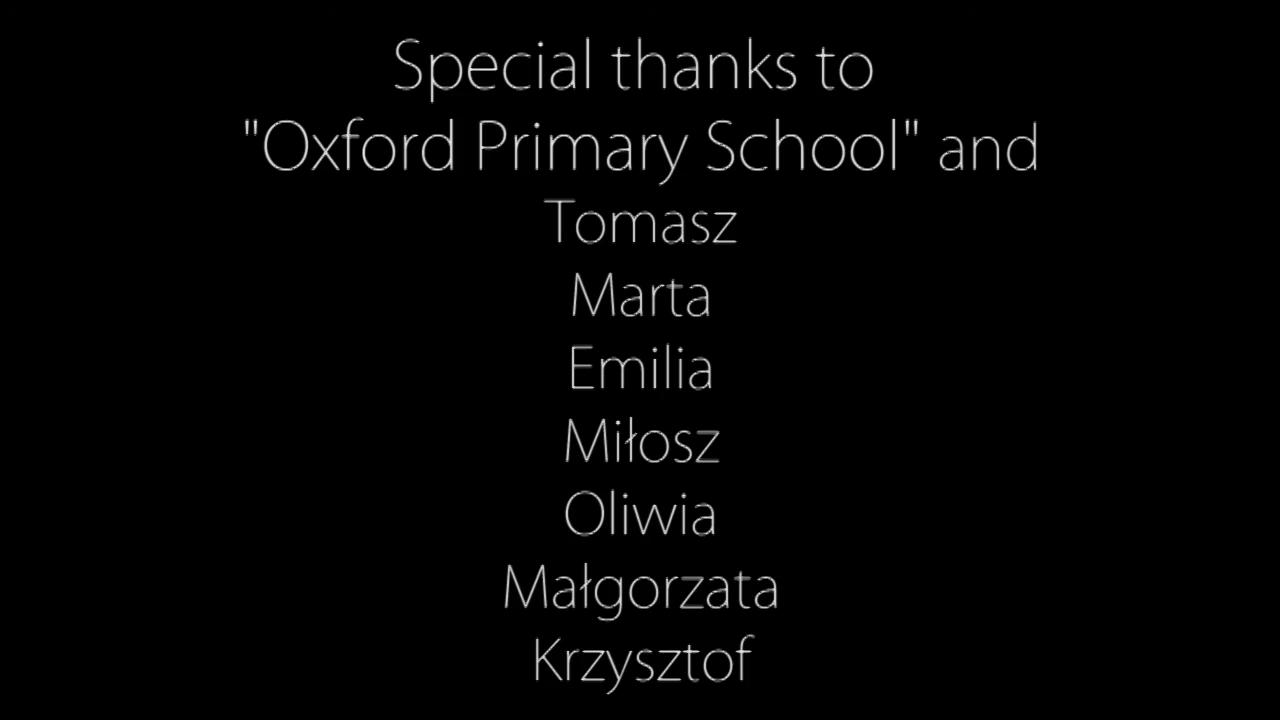 Special thanks to
"Oxford Primary School" and
Tomasz
Marta
Emilia
Miłosz
Oliwia
Małgorzata
Krzysztof